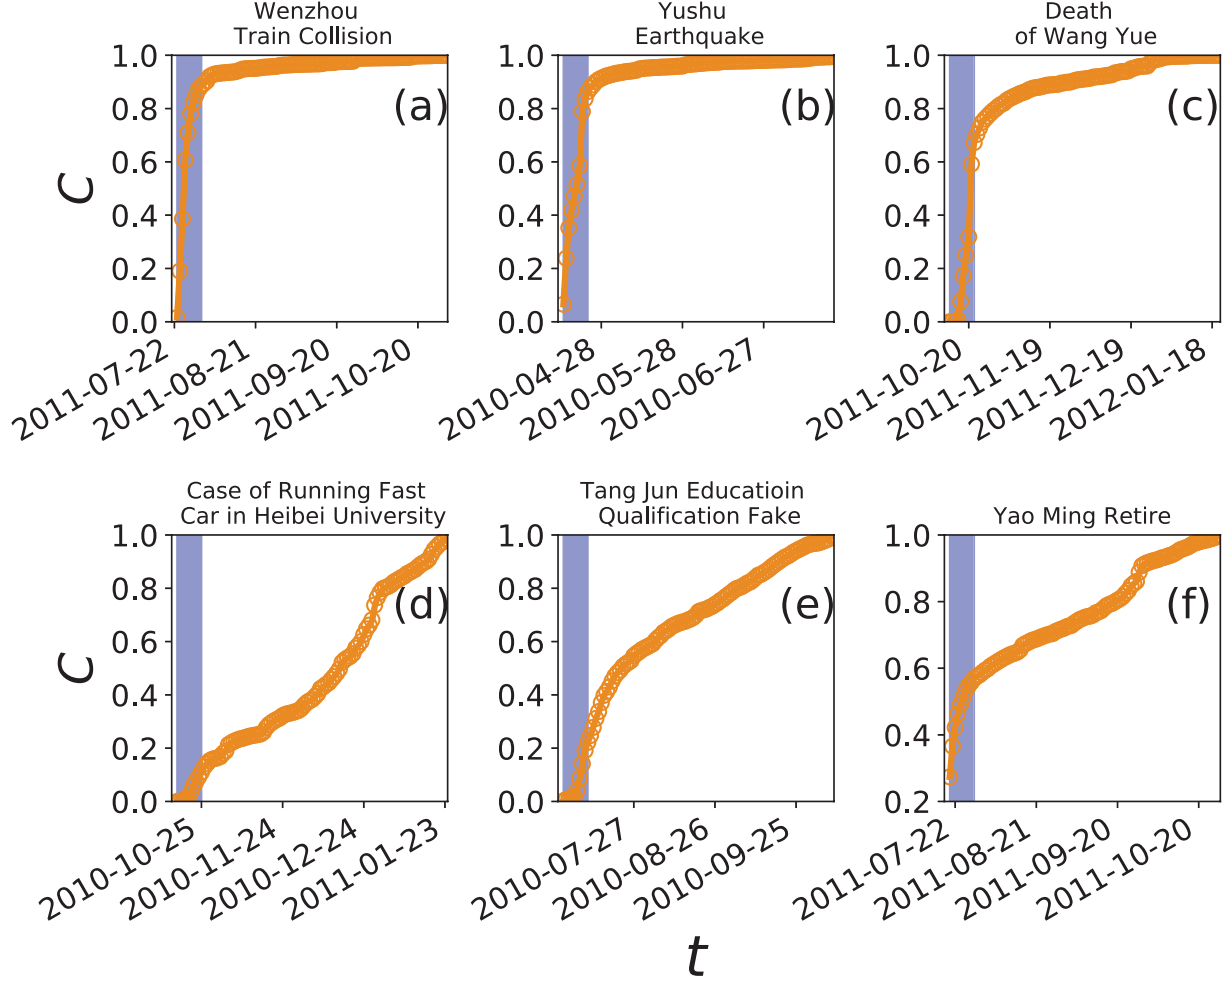 Wenzhou
Train Collision
Yushu
Earthquake
Death
of Wang Yue
C
1.0
0.8
0.6
0.4
0.2
0.0
(a)
2011-07-22
2011-08-21
2011-09-20
2011-10-20
1.0
0.8
0.6
0.4
0.2
0.0
(b)
2010-04-28
2010-05-28
2010-06-27
1.0
0.8
0.6
0.4
0.2
0.0
(c)
2011-10-20
2011-11-19
2011-12-19
2012-01-18
Case of Running Fast
Car in Heibei University
Tang Jun Educatioin
Qualification Fake
Yao Ming Retire
C
1.0
0.8
0.6
0.4
0.2
0.0
(d)
2010-10-25
2010-11-24
2010-12-24
2011-01-23
1.0
0.8
0.6
0.4
0.2
0.0
(e)
2010-07-27
2010-08-26
2010-09-25
1.0
0.8
0.6
0.4
0.2
(f)
2011-07-22
2011-08-21
2011-09-20
2011-10-20
t